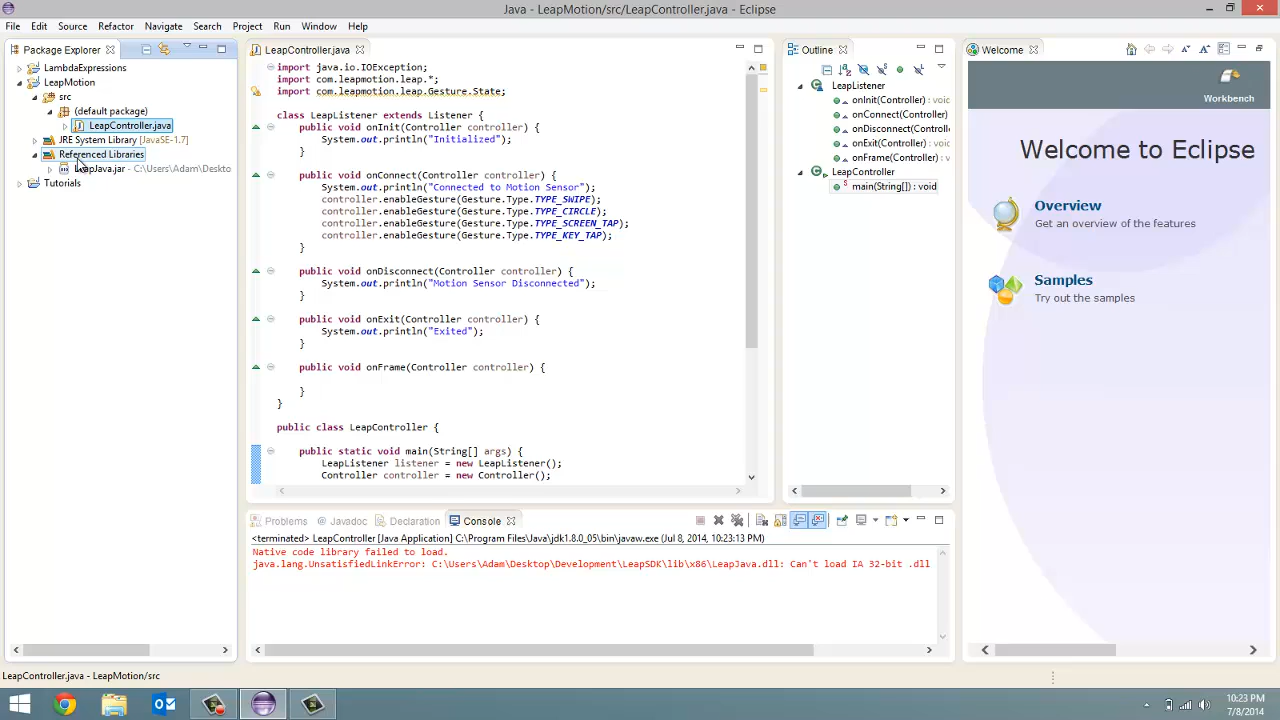 Java - LeapMotion/src/LeapController.java - Eclipse
File Edit Source Refactor Navigate Search Project Run Window Help
Package Explorer
LambdaExpressions
LeapMotion
src
(default package)
LeapController.java
JRE System Library [JavaSE-1.7]
Referenced Libraries
LeapJava.jar - C:\Users\Adam\Deskto
Tutorials
LeapController.java
import java.io.IOException;
import com.leapmotion.leap.*;
import com.leapmotion.leap.Gesture.State;
class LeapListener extends Listener {
public void onInit(Controller controller) {
System.out.println("Initialized");
}
public void onConnect(Controller controller) {
System.out.println("Connected to Motion Sensor");
controller.enableGesture(Gesture.Type.TYPE_SWIPE);
controller.enableGesture(Gesture.Type.TYPE_CIRCLE);
controller.enableGesture(Gesture.Type.TYPE_SCREEN_TAP);
controller.enableGesture(Gesture.Type.TYPE_KEY_TAP);
}
public void onDisconnect(Controller controller) {
System.out.println("Motion Sensor Disconnected");
}
public void onExit(Controller controller) {
System.out.println("Exited");
}
public void onFrame(Controller controller) {
}
}
public class LeapController {
public static void main(String[] args) {
LeapListener listener = new LeapListener();
Controller controller = new Controller();
Outline
LeapListener
onInit(Controller) : void
onConnect(Controller)
onDisconnect(Controlle
onExit(Controller) : void
onFrame(Controller) :
LeapController
main(String[]) : void
Welcome
Workbench
Welcome to Eclipse
Overview
Get an overview of the features
Samples
Try out the samples
Problems Javadoc Declaration Console
<terminated> LeapController [Java Application] C:\Program Files\Java\jdk1.8.0_05\bin\javaw.exe (Jul 8, 2014, 10:23:13 PM)
Native code library failed to load.
java.lang.UnsatisfiedLinkError: C:\Users\Adam\Desktop\Development\LeapSDK\lib\x86\LeapJava.dll: Can't load IA 32-bit .dll
LeapController.java - LeapMotion/src
10:23 PM
7/8/2014